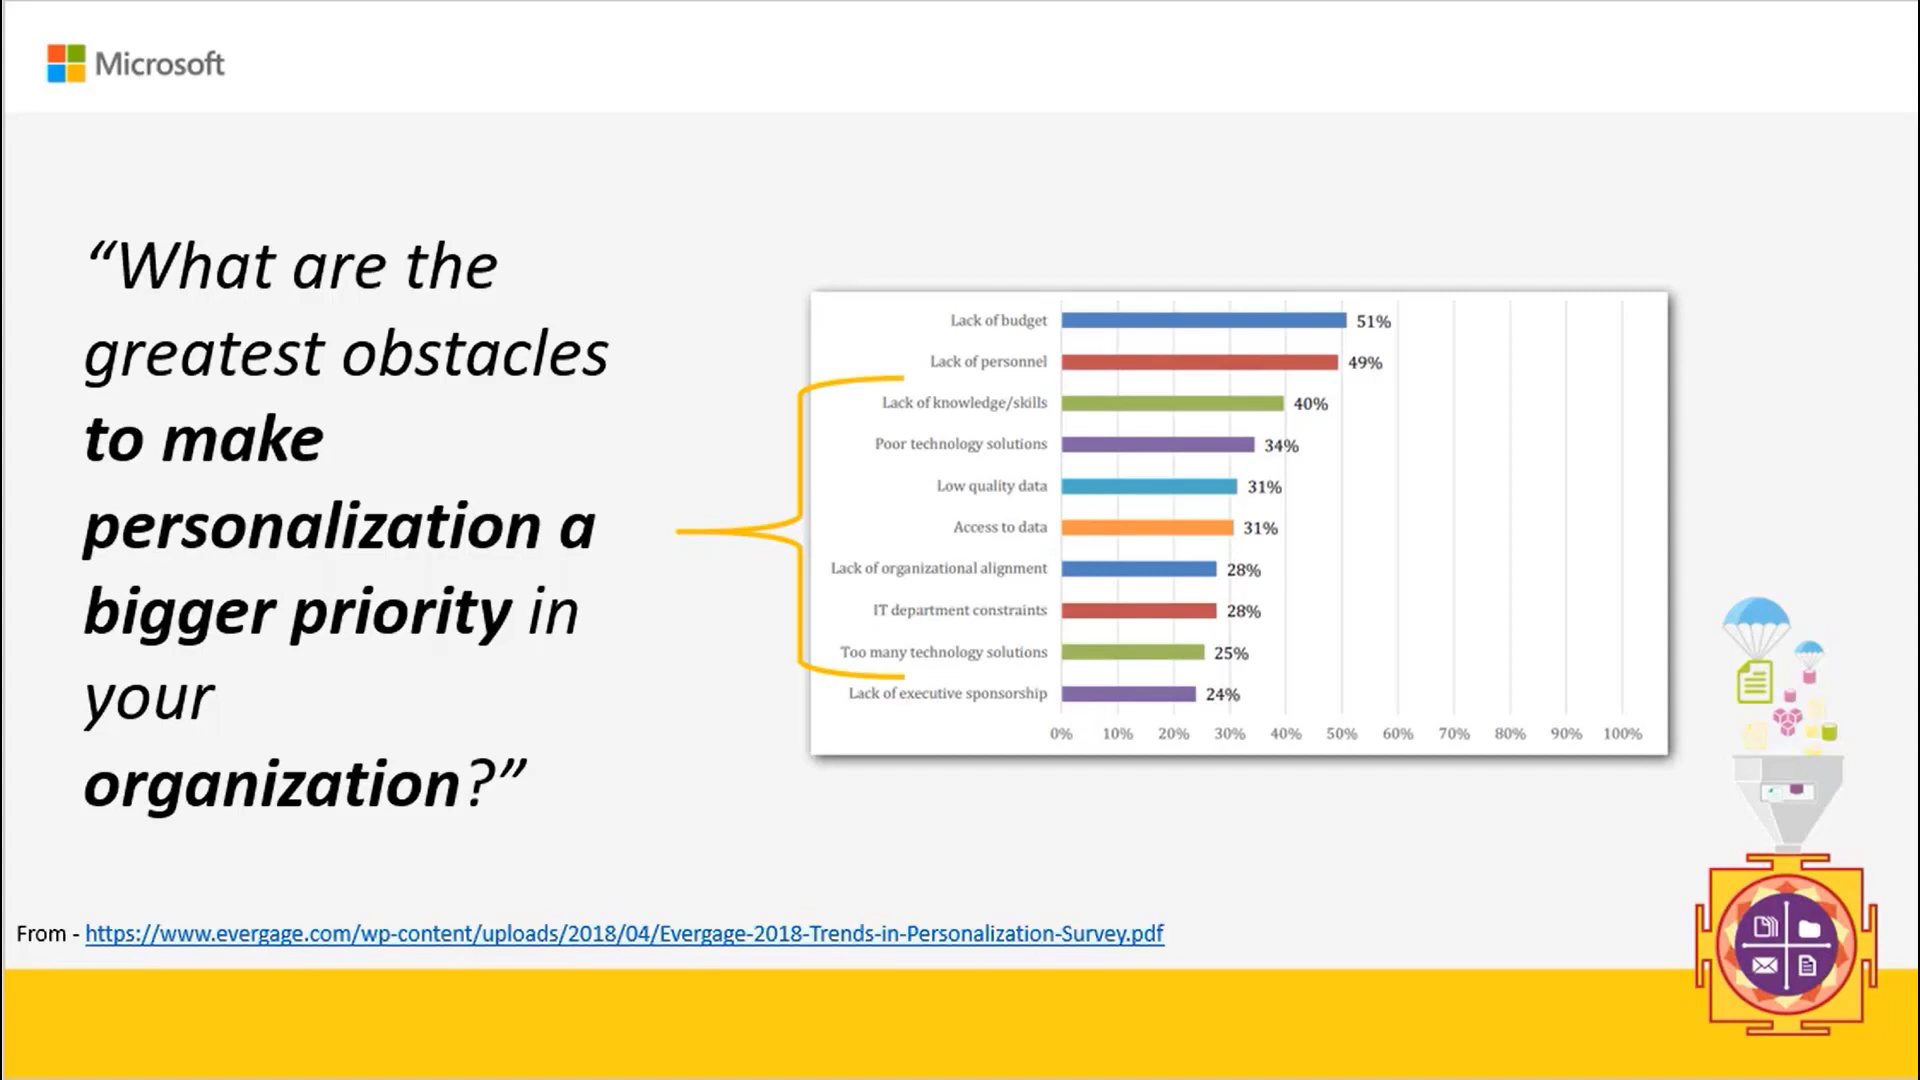 Microsoft
“What are the
greatest obstacles
to make
personalization a
bigger priority in
your
organization?”
Lack of budget 51%
Lack of personnel 49%
Lack of knowledge/skills 40%
Poor technology solutions 34%
Low quality data 31%
Access to data 31%
Lack of organizational alignment 28%
IT department constraints 28%
Too many technology solutions 25%
Lack of executive sponsorship 24%
0% 10% 20% 30% 40% 50% 60% 70% 80% 90% 100%
From - https://www.evergage.com/wp-content/uploads/2018/04/Evergage-2018-Trends-in-Personalization-Survey.pdf